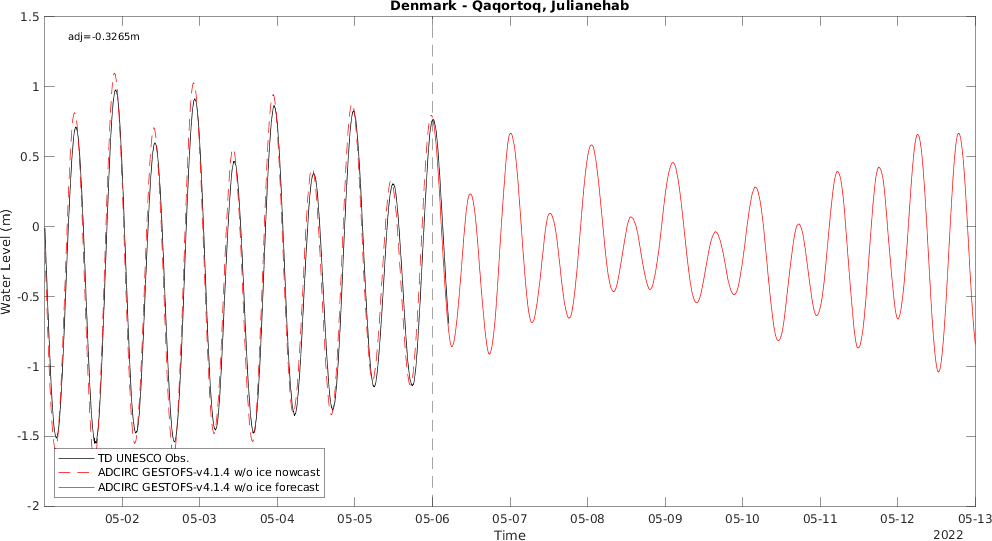 Denmark - Qaqortoq, Julianehab
adj=-0.3265m
1.5
1
0.5
0
-0.5
-1
-1.5
-2
Water Level (m)
TD UNESCO Obs.
ADCIRC GESTOFS-v4.1.4 w/o ice nowcast
ADCIRC GESTOFS-v4.1.4 w/o ice forecast
05-02 05-03 05-04 05-05 05-06 05-07 05-08 05-09 05-10 05-11 05-12 05-13
Time
2022